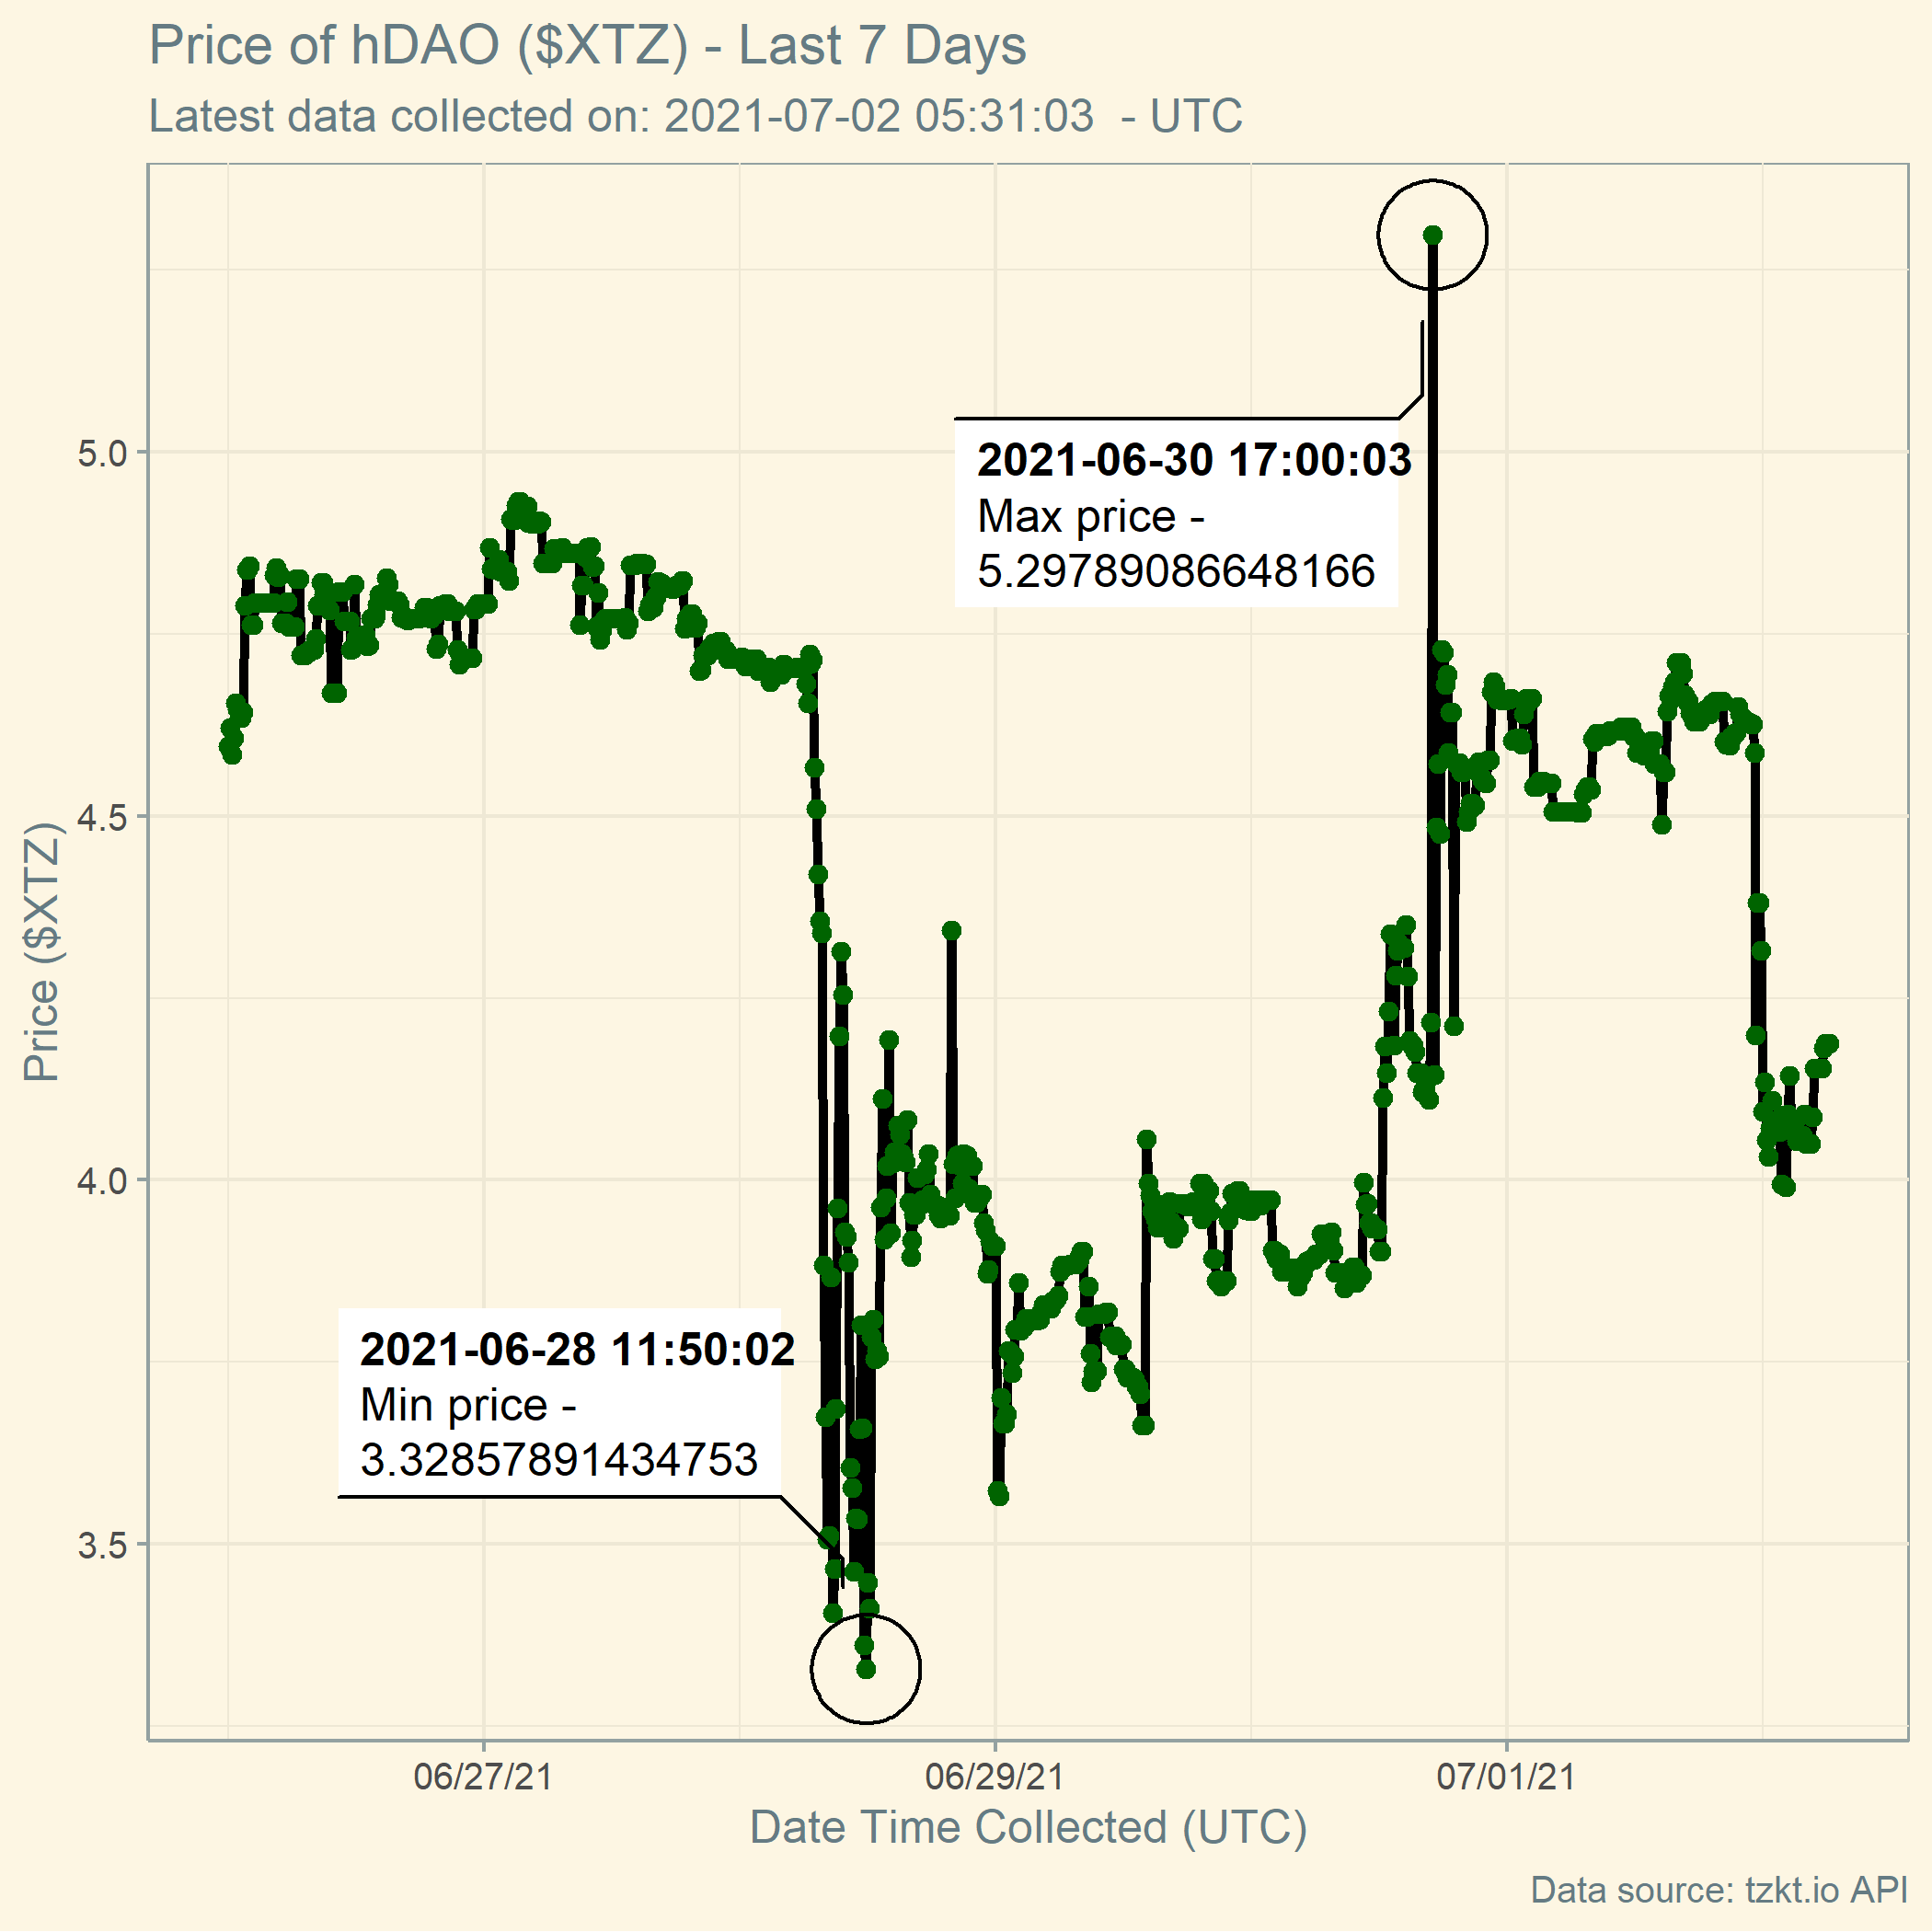 Price of hDAO ($XTZ) - Last 7 Days
Latest data collected on: 2021-07-02 05:31:03  - UTC
5.0
4.5
4.0
3.5
Price ($XTZ)
2021-06-30 17:00:03
Max price -
5.29789086648166
2021-06-28 11:50:02
Min price -
3.32857891434753
06/27/21
06/29/21
07/01/21
Date Time Collected (UTC)
Data source: tzkt.io API